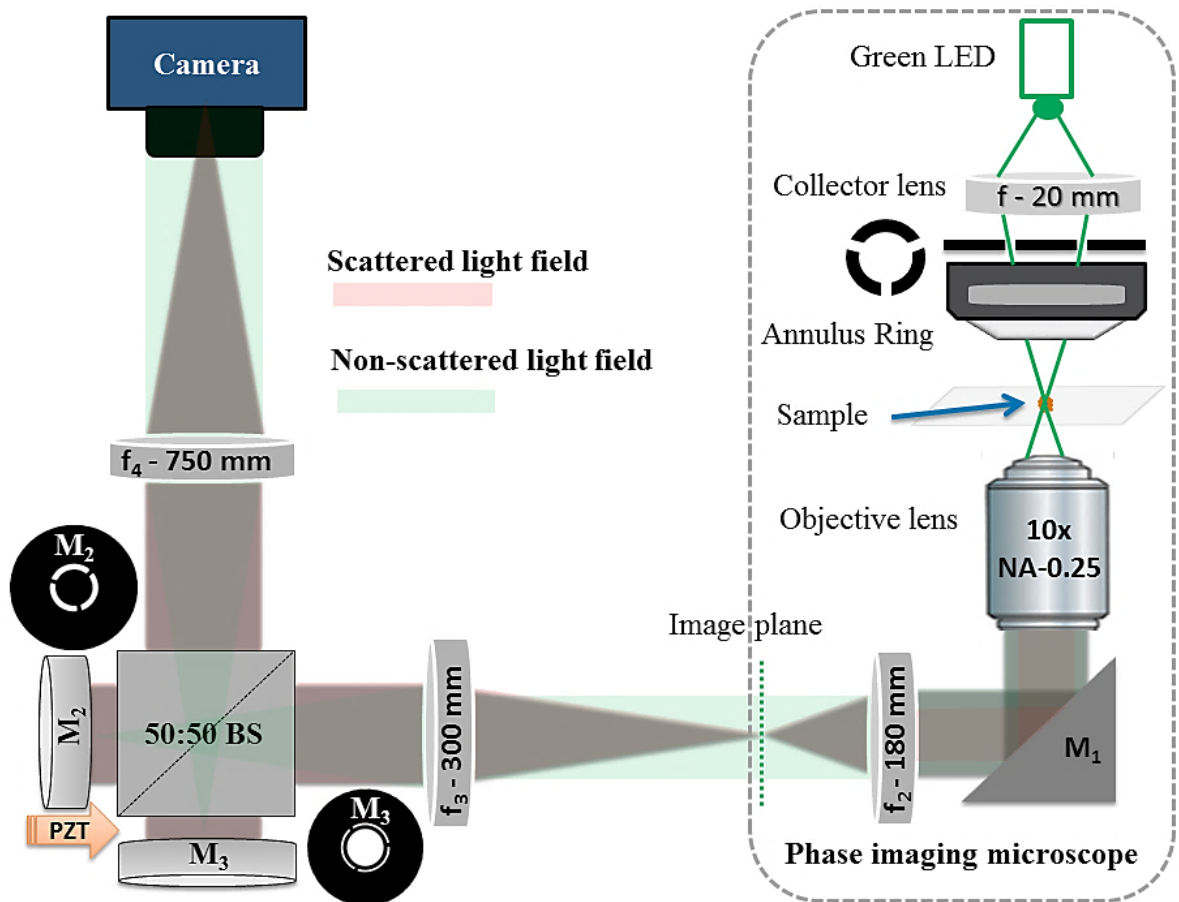 Camera
Green LED
Collector lens
f - 20 mm
Scattered light field
Annulus Ring
Non-scattered light field
Sample
f₄ - 750 mm
Objective lens
10x
NA-0.25
M₂
Image plane
M₂
50:50 BS
f₃ - 300 mm
f₂ - 180 mm
M₁
PZT
M₃
M₃
Phase imaging microscope